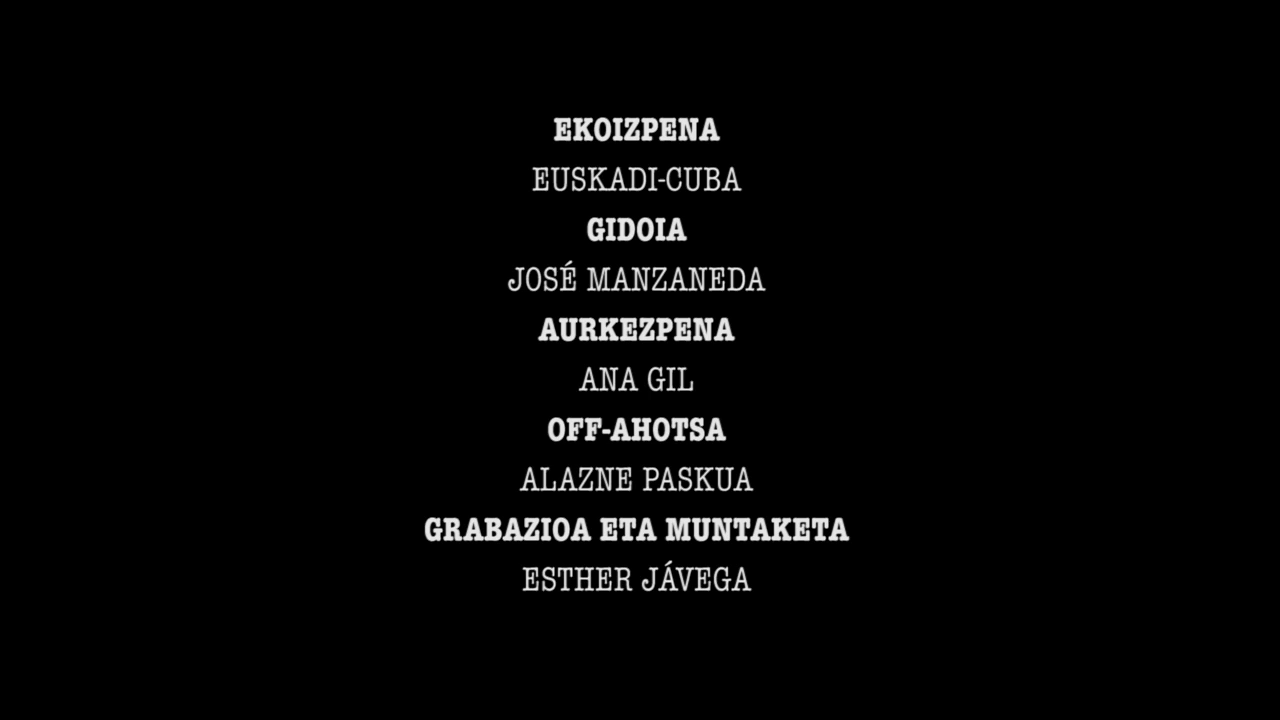 EKOIZPENA
EUSKADI-CUBA
GIDOIA
JOSÉ MANZANEDA
AURKEZPENA
ANA GIL
OFF-AHOTSA
ALAZNE PASKUA
GRABAZIOA ETA MUNTAKETA
ESTHER JÁVEGA